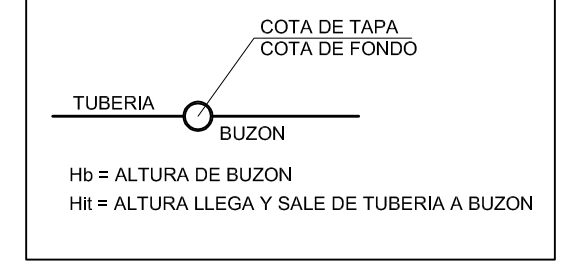 COTA DE TAPA
COTA DE FONDO
TUBERIA
BUZON
Hb = ALTURA DE BUZON
Hit = ALTURA LLEGA Y SALE DE TUBERIA A BUZON